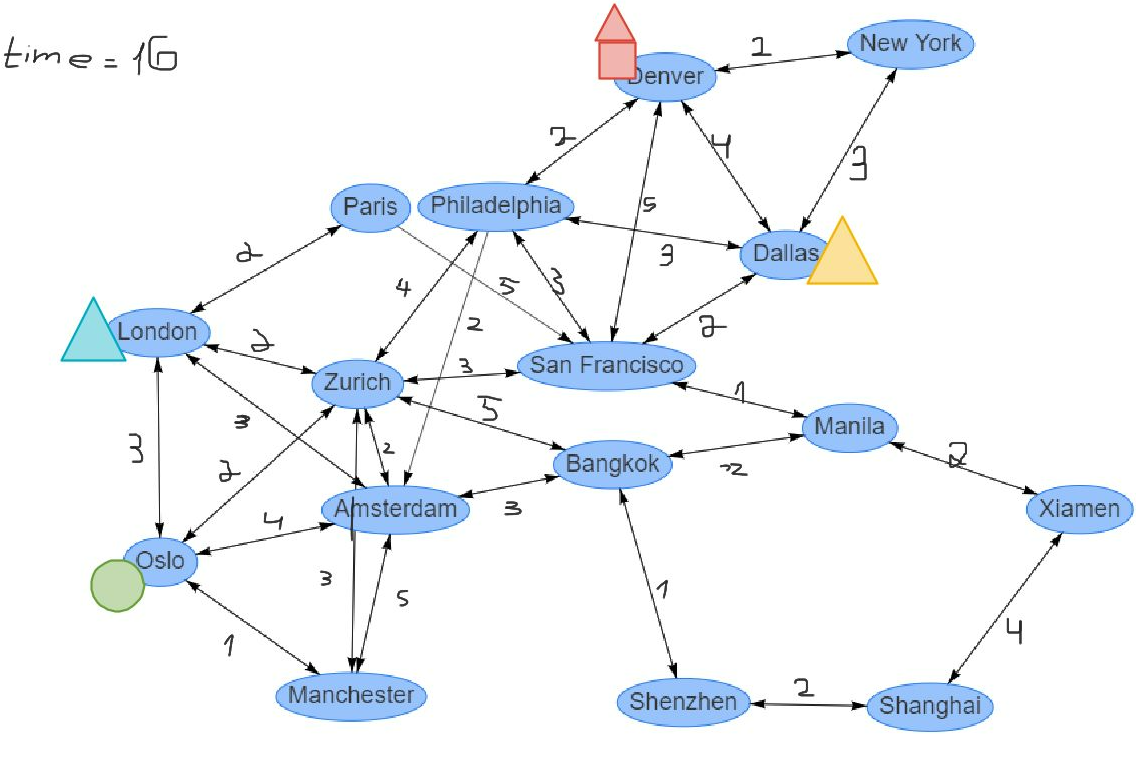 time = 16
New York
Denver
1
2
4
3
Paris
Philadelphia
5
Dallas
3
2
4
5
3
2
2
London
2
San Francisco
Zurich
3
1
3
5
Manila
3
2
Bangkok
2
2
2
Amsterdam
3
Xiamen
4
Oslo
3
5
1
4
1
Manchester
Shenzhen
2
Shanghai